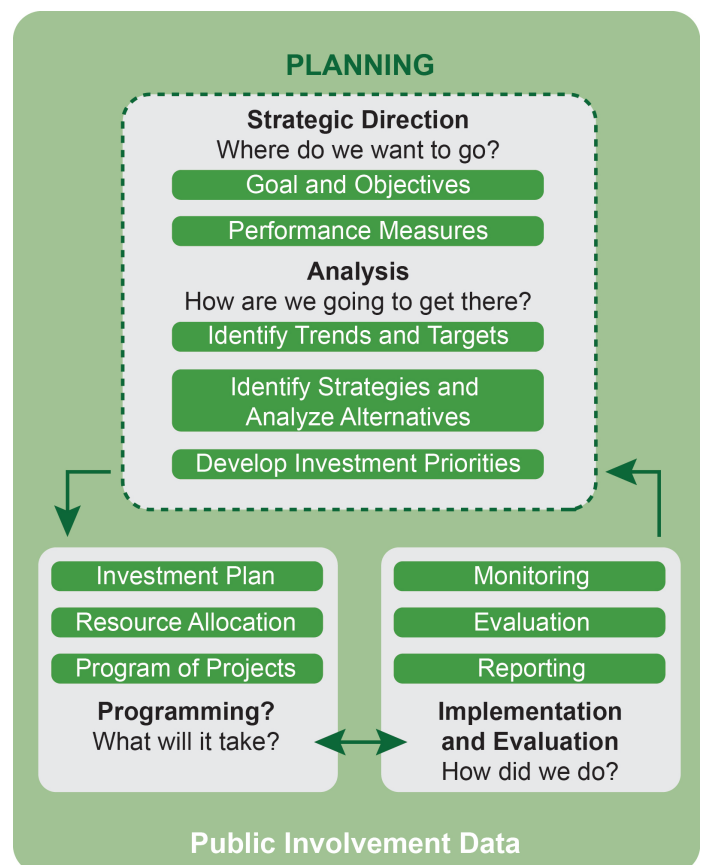 PLANNING
Strategic Direction
Where do we want to go?
Goal and Objectives
Performance Measures
Analysis
How are we going to get there?
Identify Trends and Targets
Identify Strategies and
Analyze Alternatives
Develop Investment Priorities
Investment Plan
Resource Allocation
Program of Projects
Programming?
What will it take?
Monitoring
Evaluation
Reporting
Implementation
and Evaluation
How did we do?
Public Involvement Data